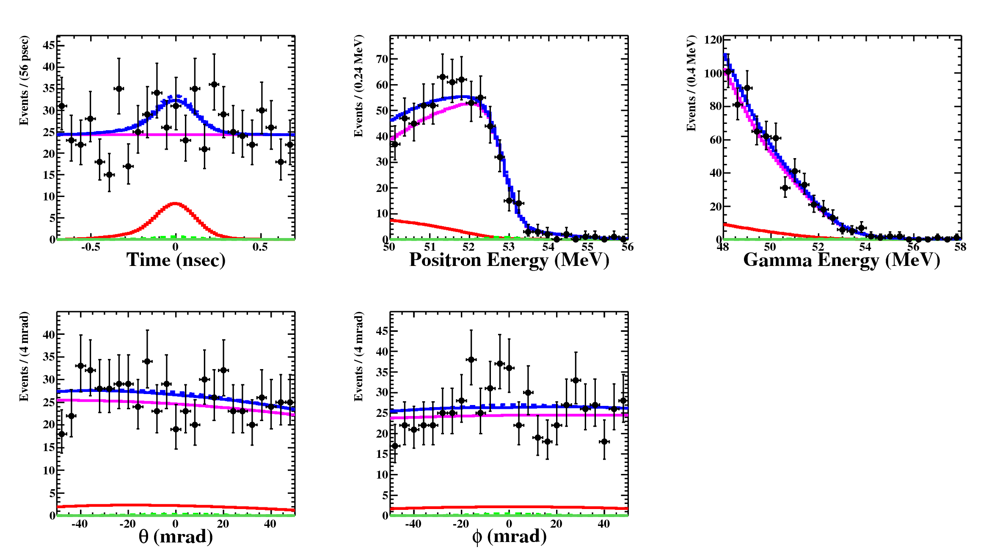 Events / (56 psec)
45
40
35
30
25
20
15
10
5
0
-0.5 0 0.5
Time (nsec)
Events / (0.24 MeV)
70
60
50
40
30
20
10
0
50 51 52 53 54 55 56
Positron Energy (MeV)
Events / (0.4 MeV)
120
100
80
60
40
20
0
48 50 52 54 56 58
Gamma Energy (MeV)
Events / (4 mrad)
40
35
30
25
20
15
10
5
0
-40 -20 0 20 40
θ (mrad)
Events / (4 mrad)
45
40
35
30
25
20
15
10
5
0
-40 -20 0 20 40
ϕ (mrad)